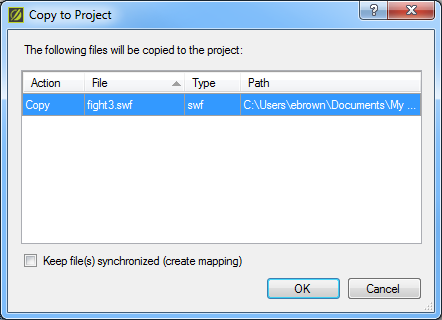 Copy to Project
The following files will be copied to the project:
Action File Type Path
Copy fight3.swf swf C:\Users\ebrown\Documents\My ...
Keep file(s) synchronized (create mapping)
OK Cancel